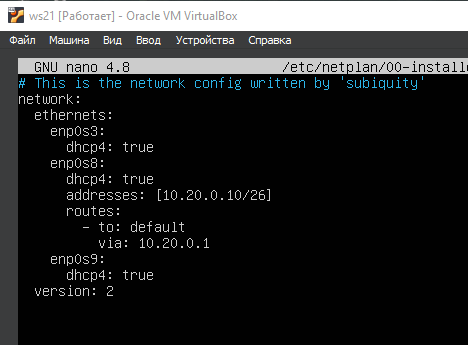 ws21 [Работает] - Oracle VM VirtualBox
Файл Машина Вид Ввод Устройства Справка
GNU nano 4.8 /etc/netplan/00-installe
# This is the network config written by 'subiquity'
network:
  ethernets:
    enp0s3:
      dhcp4: true
    enp0s8:
      dhcp4: true
      addresses: [10.20.0.10/26]
      routes:
        - to: default
          via: 10.20.0.1
    enp0s9:
      dhcp4: true
  version: 2